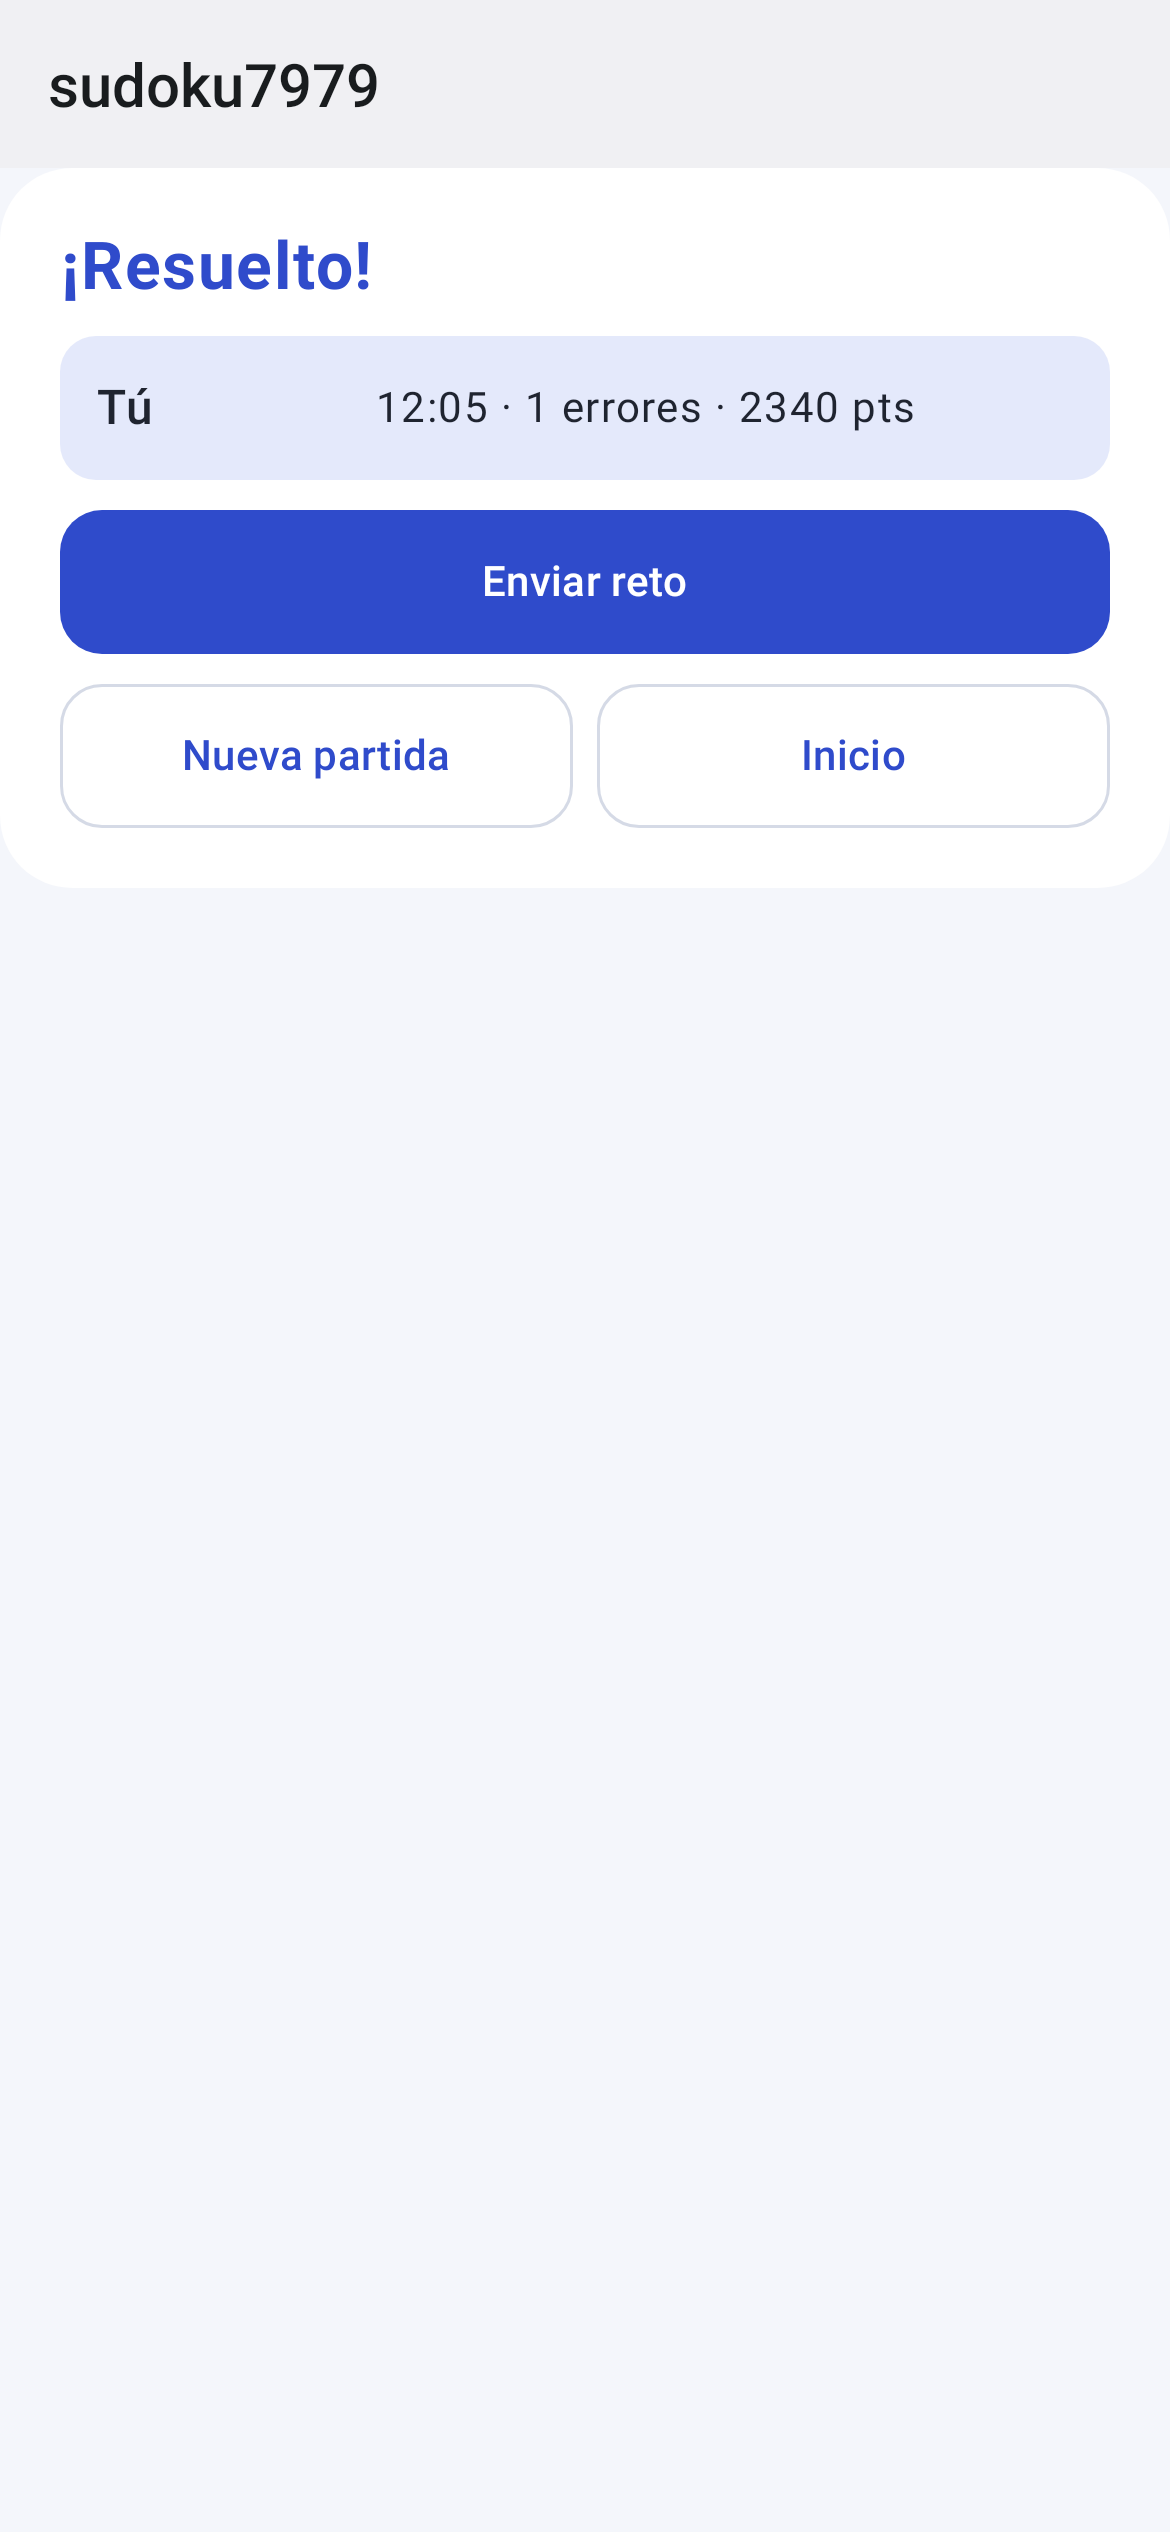 sudoku7979
¡Resuelto!
Tú 12:05 · 1 errores · 2340 pts
Enviar reto
Nueva partida Inicio